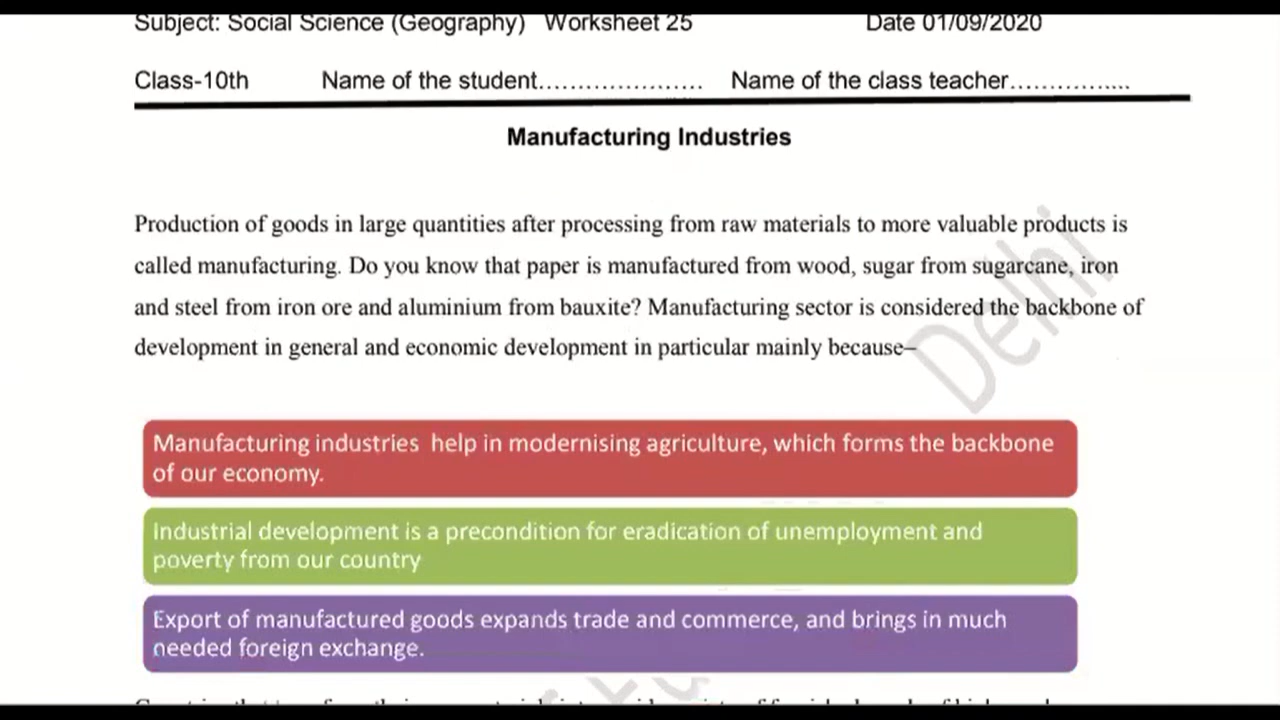 Subject: Social Science (Geography) Worksheet 25 Date 01/09/2020
Class-10th Name of the student………………… Name of the class teacher…………....
Manufacturing Industries
Production of goods in large quantities after processing from raw materials to more valuable products is
called manufacturing. Do you know that paper is manufactured from wood, sugar from sugarcane, iron
and steel from iron ore and aluminium from bauxite? Manufacturing sector is considered the backbone of
development in general and economic development in particular mainly because–
Delhi
Manufacturing industries help in modernising agriculture, which forms the backbone
of our economy.
Industrial development is a precondition for eradication of unemployment and
poverty from our country
Export of manufactured goods expands trade and commerce, and brings in much
needed foreign exchange.